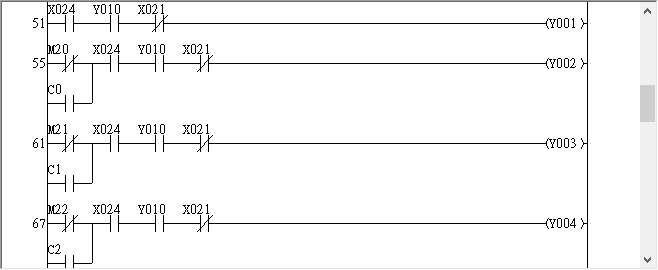 X024 Y010 X021
51 (Y001)
M20 X024 Y010 X021
55 (Y002)
C0
M21 X024 Y010 X021
61 (Y003)
C1
M22 X024 Y010 X021
67 (Y004)
C2